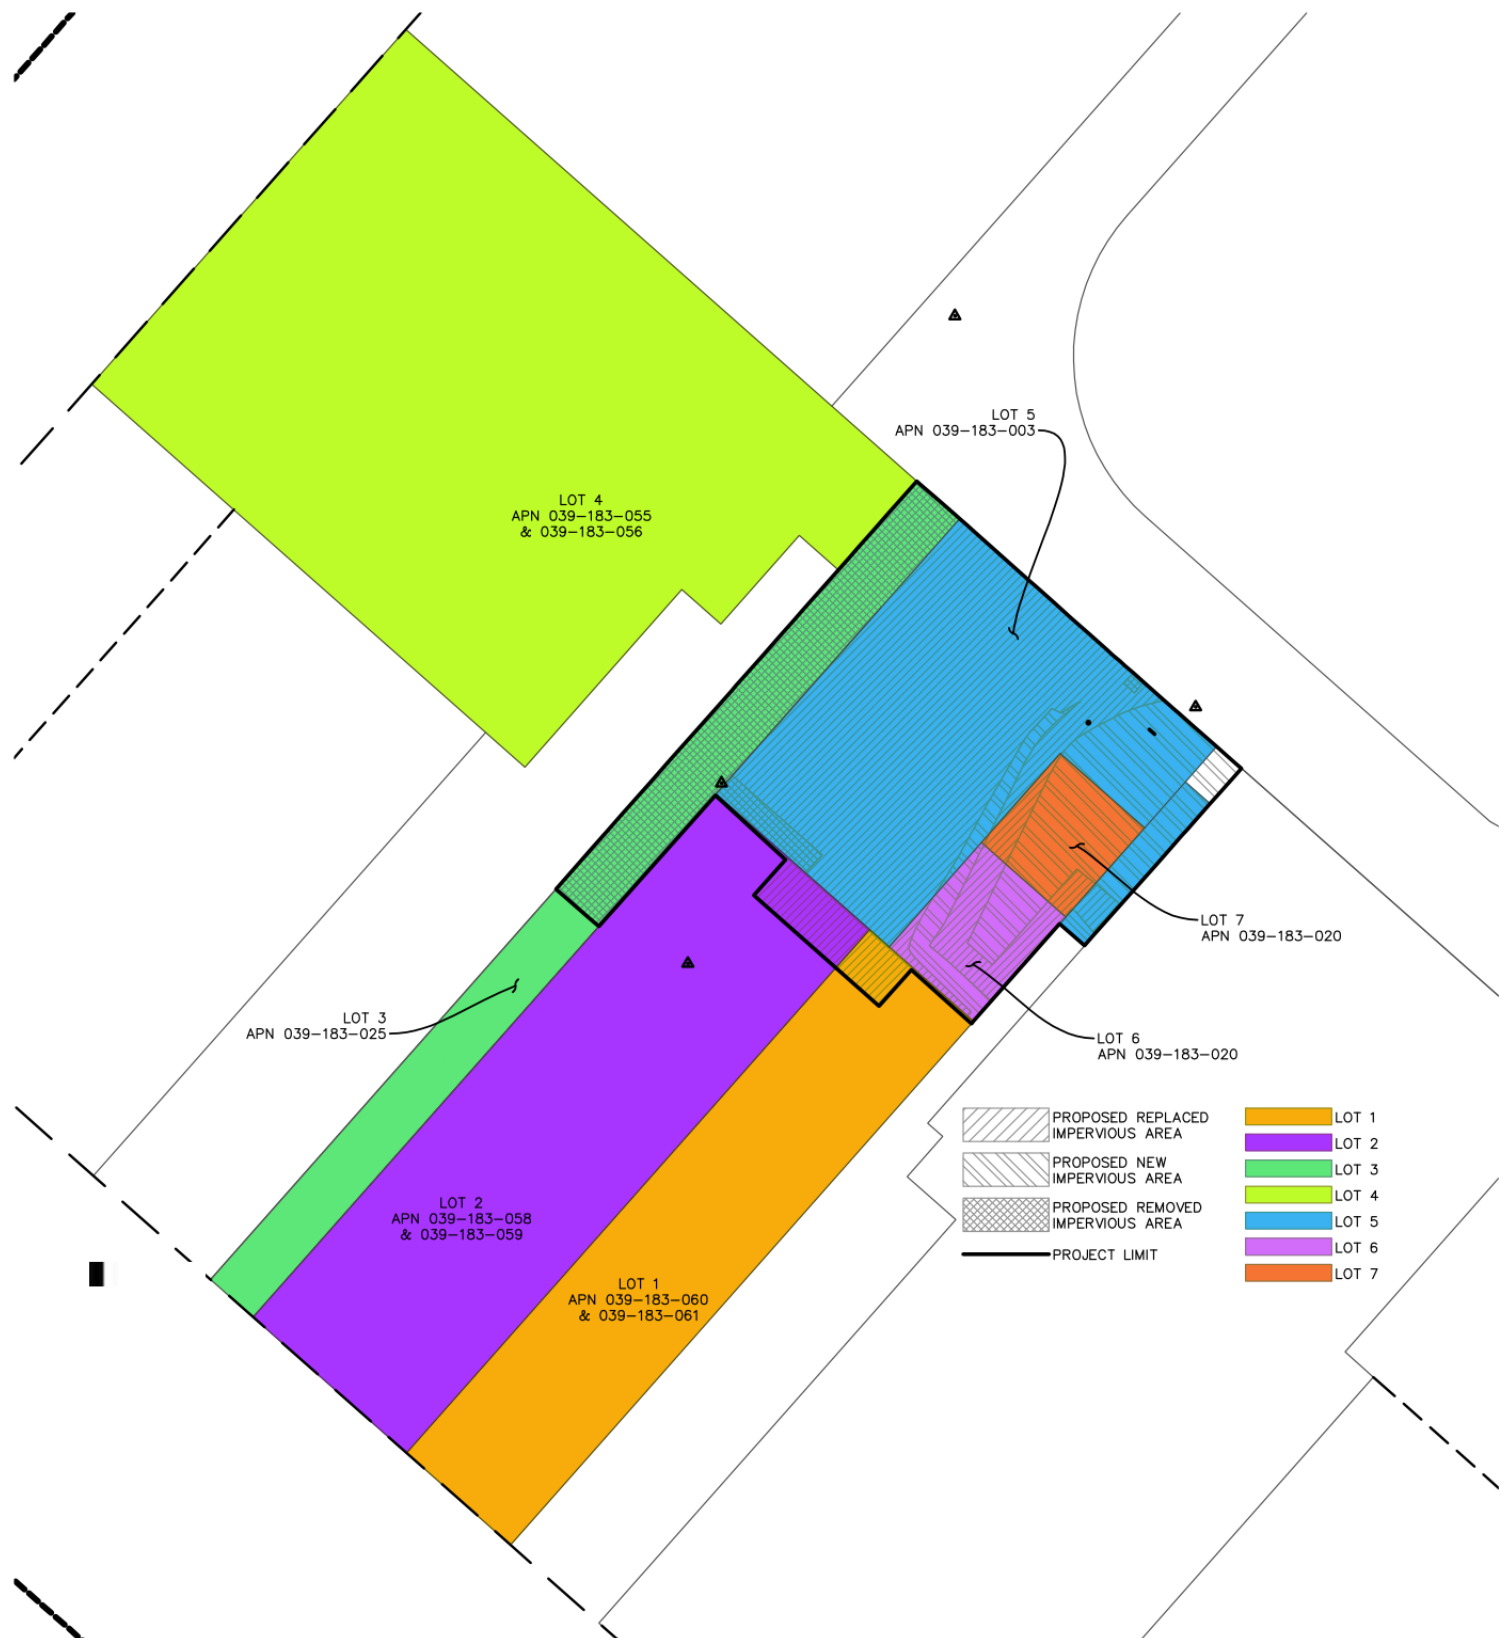 LOT 5
APN 039-183-003
LOT 4
APN 039-183-055
& 039-183-056
LOT 7
APN 039-183-020
LOT 3
APN 039-183-025
LOT 6
APN 039-183-020
LOT 2
APN 039-183-058
& 039-183-059
LOT 1
APN 039-183-060
& 039-183-061
PROPOSED REPLACED
IMPERVIOUS AREA
PROPOSED NEW
IMPERVIOUS AREA
PROPOSED REMOVED
IMPERVIOUS AREA
PROJECT LIMIT
LOT 1
LOT 2
LOT 3
LOT 4
LOT 5
LOT 6
LOT 7